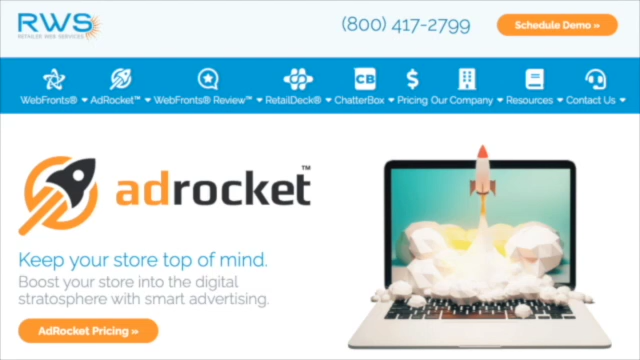 RWS
RETAILER WEB SERVICES
(800) 417-2799
Schedule Demo »
WebFronts® AdRocket™ WebFronts® Review™ RetailDeck® CB ChatterBox $ Pricing Our Company Resources Contact Us
adrocket™
Keep your store top of mind.
Boost your store into the digital
stratosphere with smart advertising.
AdRocket Pricing »